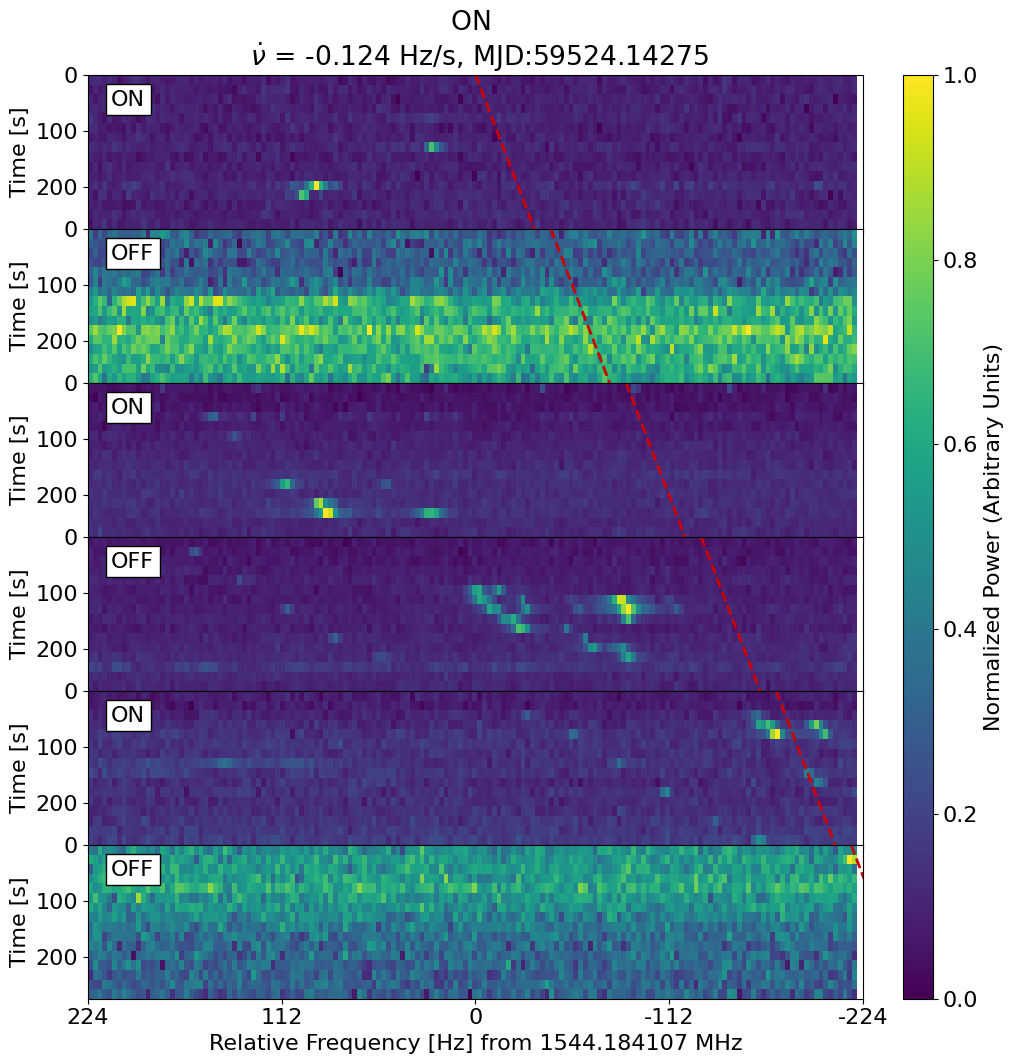 ON
ν̇ = -0.124 Hz/s, MJD:59524.14275
0
100
200
Time [s]
ON
0
100
200
Time [s]
OFF
0
100
200
Time [s]
ON
0
100
200
Time [s]
OFF
0
100
200
Time [s]
ON
0
100
200
Time [s]
OFF
224 112 0 -112 -224
Relative Frequency [Hz] from 1544.184107 MHz
1.0
0.8
0.6
0.4
0.2
0.0
Normalized Power (Arbitrary Units)